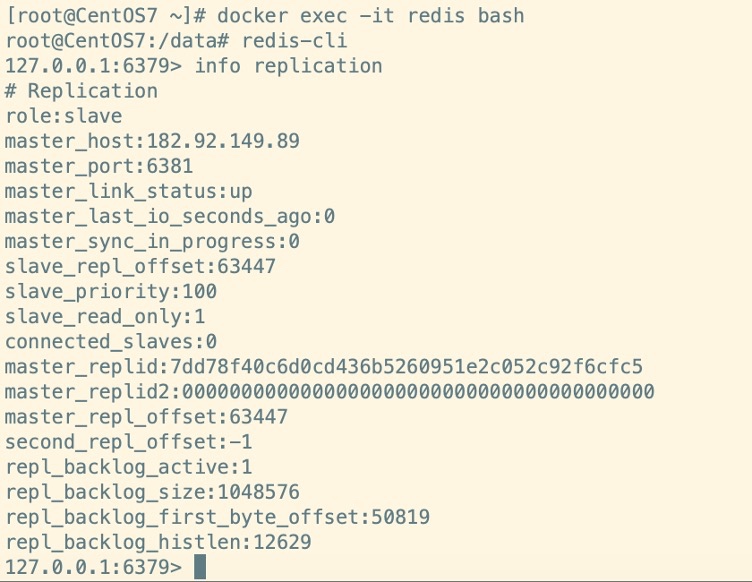 [root@CentOS7 ~]# docker exec -it redis bash
root@CentOS7:/data# redis-cli
127.0.0.1:6379> info replication
# Replication
role:slave
master_host:182.92.149.89
master_port:6381
master_link_status:up
master_last_io_seconds_ago:0
master_sync_in_progress:0
slave_repl_offset:63447
slave_priority:100
slave_read_only:1
connected_slaves:0
master_replid:7dd78f40c6d0cd436b5260951e2c052c92f6cfc5
master_replid2:0000000000000000000000000000000000000000
master_repl_offset:63447
second_repl_offset:-1
repl_backlog_active:1
repl_backlog_size:1048576
repl_backlog_first_byte_offset:50819
repl_backlog_histlen:12629
127.0.0.1:6379>